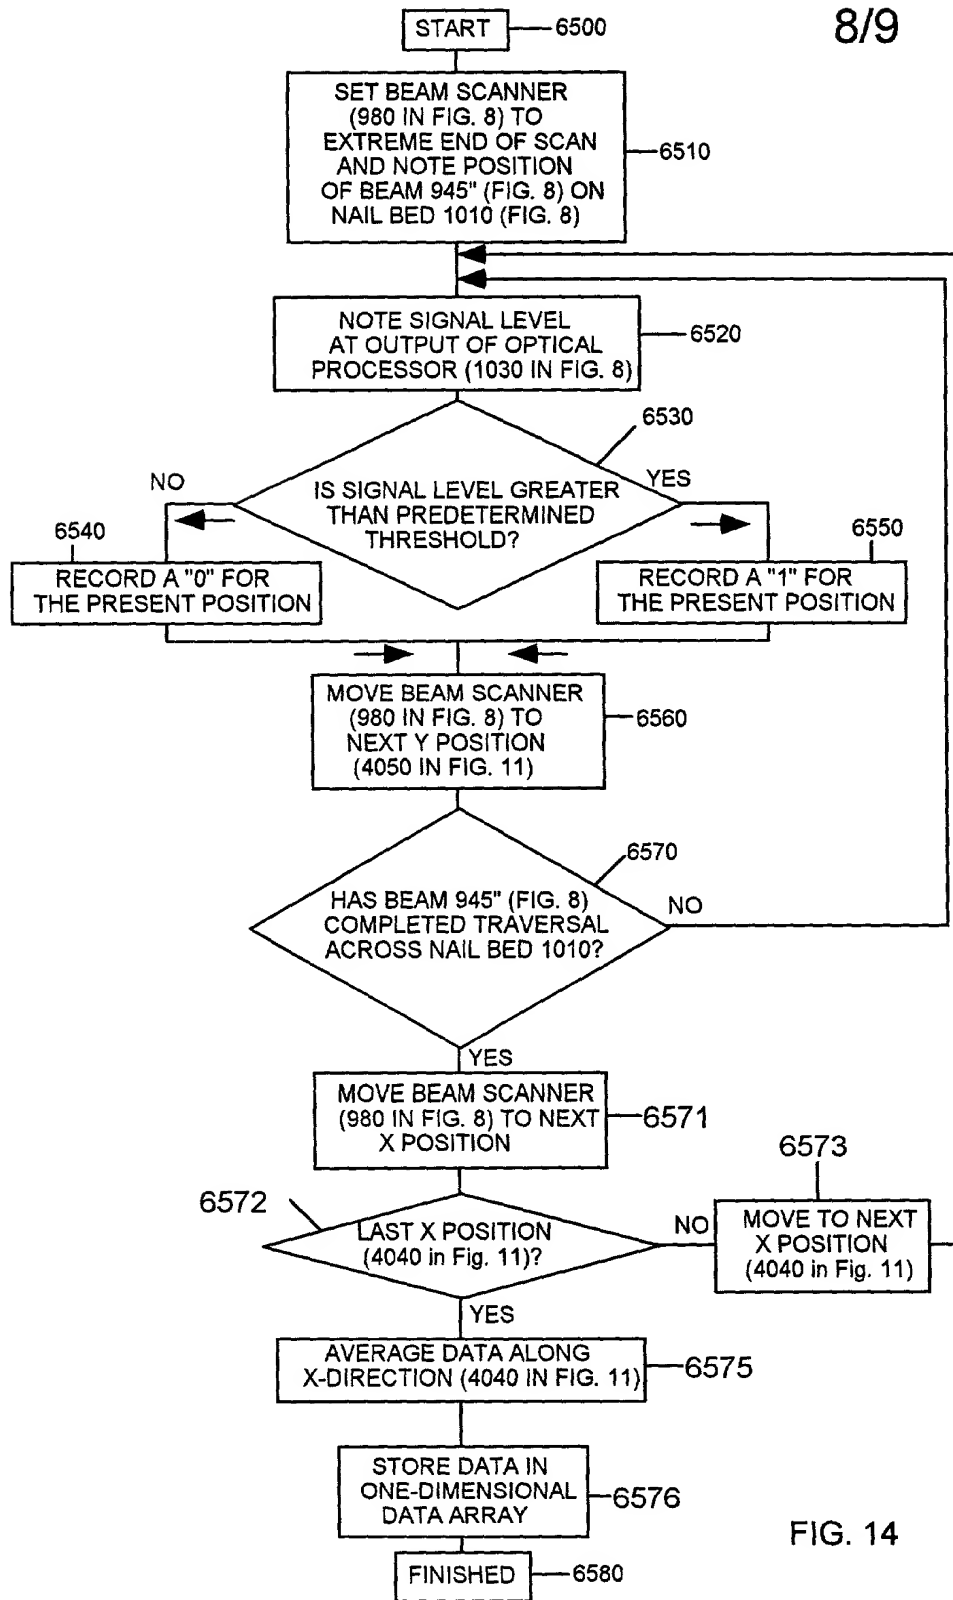 8/9
START
6500
SET BEAM SCANNER
(980 IN FIG. 8) TO
EXTREME END OF SCAN
AND NOTE POSITION
OF BEAM 945" (FIG. 8) ON
NAIL BED 1010 (FIG. 8)
6510
NOTE SIGNAL LEVEL
AT OUTPUT OF OPTICAL
PROCESSOR (1030 IN FIG. 8)
6520
6530
NO
YES
IS SIGNAL LEVEL GREATER
THAN PREDETERMINED
THRESHOLD?
6540
6550
RECORD A "0" FOR
THE PRESENT POSITION
RECORD A "1" FOR
THE PRESENT POSITION
MOVE BEAM SCANNER
(980 IN FIG. 8) TO
NEXT Y POSITION
(4050 IN FIG. 11)
6560
6570
HAS BEAM 945" (FIG. 8)
COMPLETED TRAVERSAL
ACROSS NAIL BED 1010?
NO
YES
MOVE BEAM SCANNER
(980 IN FIG. 8) TO NEXT
X POSITION
6571
6573
6572
LAST X POSITION
(4040 in Fig. 11)?
NO
MOVE TO NEXT
X POSITION
(4040 in Fig. 11)
YES
AVERAGE DATA ALONG
X-DIRECTION (4040 IN FIG. 11)
6575
STORE DATA IN
ONE-DIMENSIONAL
DATA ARRAY
6576
FIG. 14
FINISHED
6580